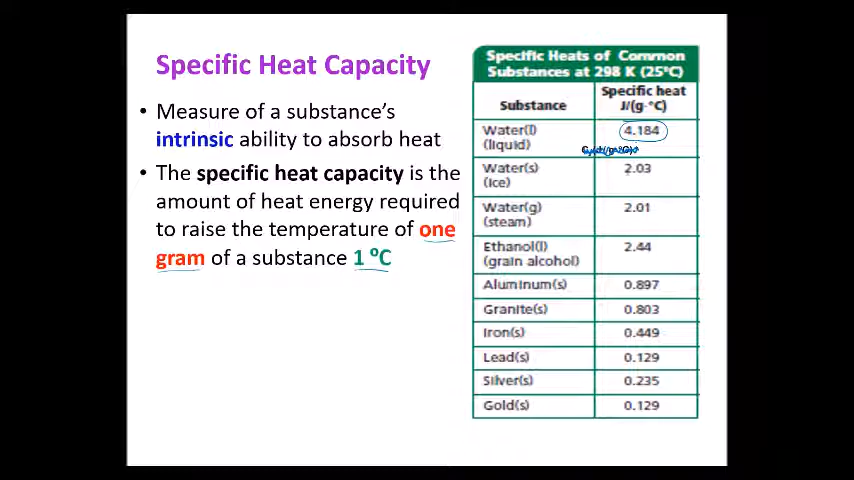 Specific Heat Capacity
• Measure of a substance's
intrinsic ability to absorb heat
• The specific heat capacity is the
amount of heat energy required
to raise the temperature of one
gram of a substance 1 °C
Specific Heats of Common
Substances at 298 K (25°C)
Substance Specific heat
J/(g·°C)
Water(l) 4.184
(liquid)
Water(s) 2.03
(ice)
Water(g) 2.01
(steam)
Ethanol(l) 2.44
(grain alcohol)
Aluminum(s) 0.897
Granite(s) 0.803
Iron(s) 0.449
Lead(s) 0.129
Silver(s) 0.235
Gold(s) 0.129